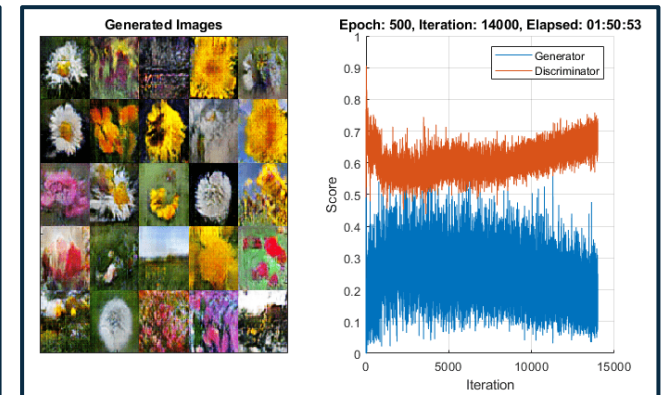 Generated Images
Epoch: 500, Iteration: 14000, Elapsed: 01:50:53
Generator
Discriminator
1
0.9
0.8
0.7
0.6
0.5
0.4
0.3
0.2
0.1
0
Score
0
5000
10000
15000
Iteration